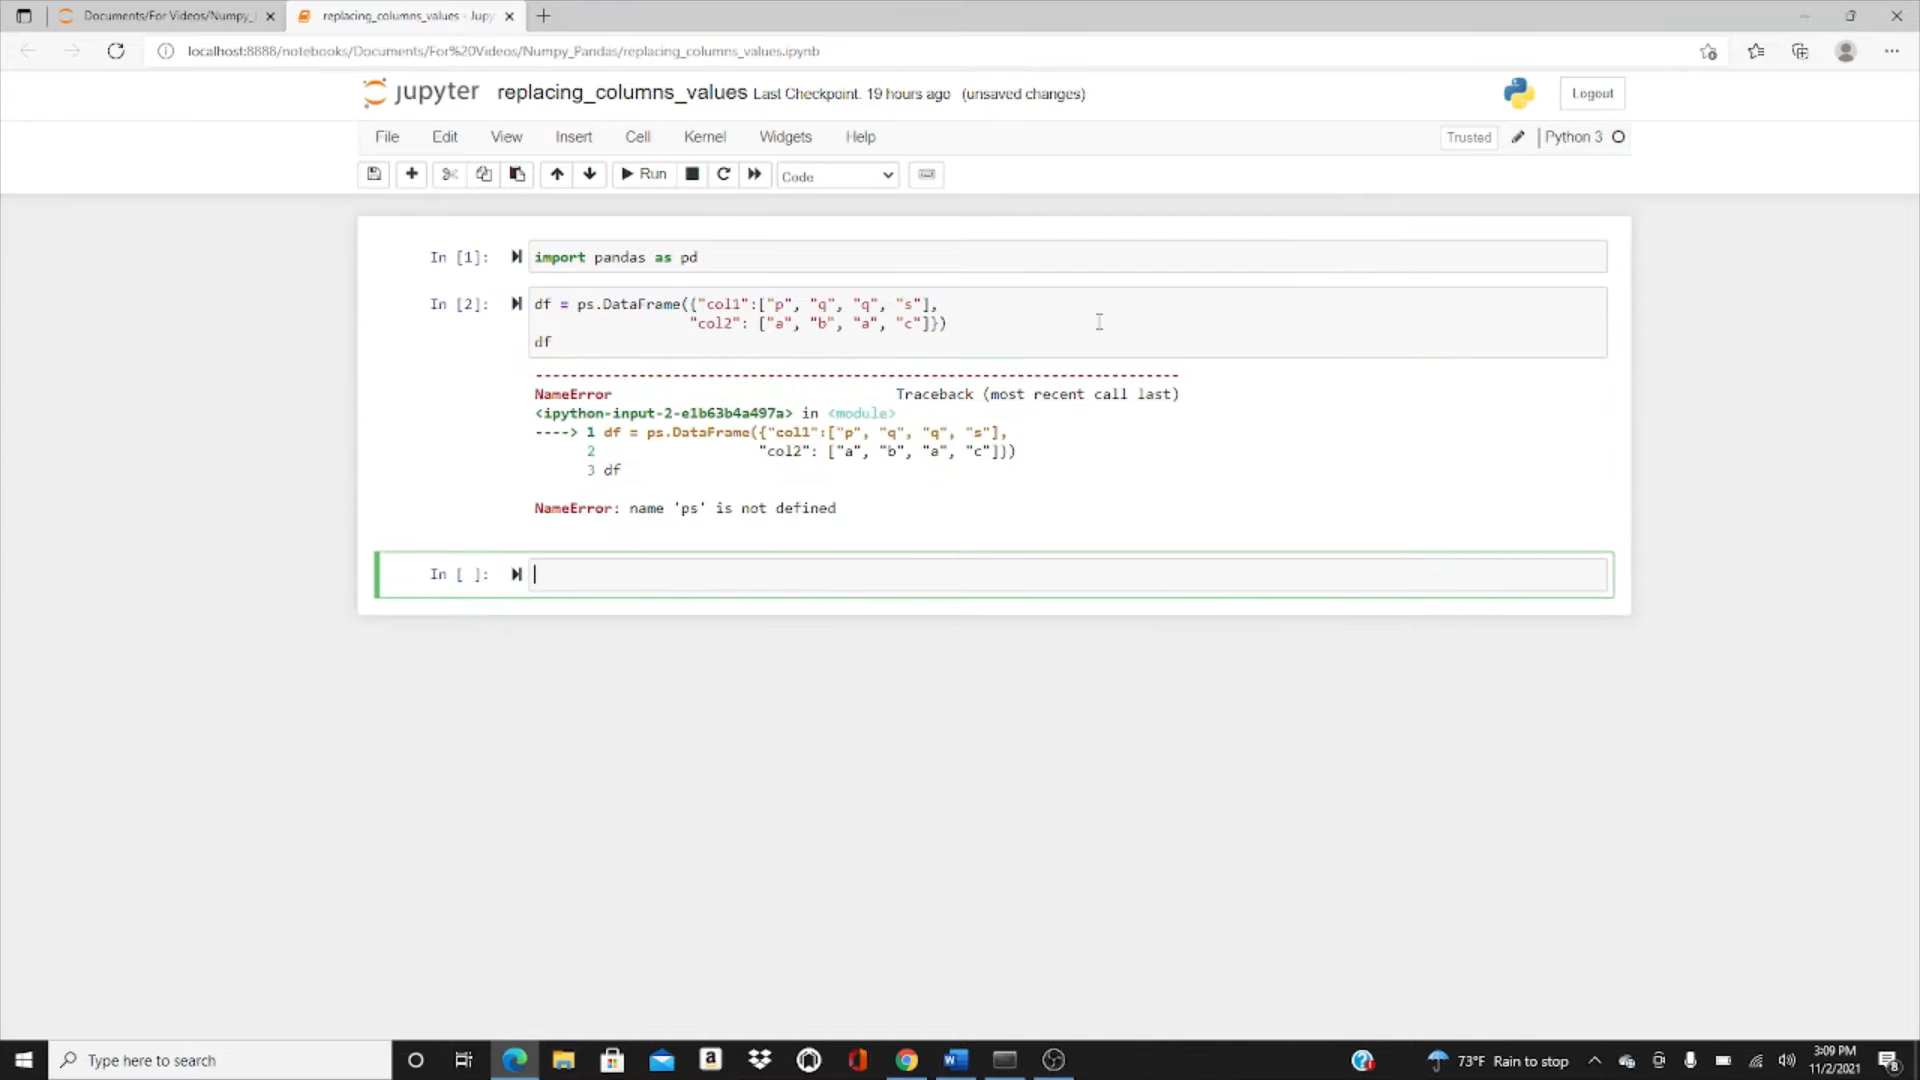 Documents/For Videos/Numpy_
replacing_columns_values - Jupy
localhost:8888/notebooks/Documents/For%20Videos/Numpy_Pandas/replacing_columns_values.ipynb
jupyter replacing_columns_values Last Checkpoint. 19 hours ago (unsaved changes)
Logout
File Edit View Insert Cell Kernel Widgets Help
Trusted
Python 3
Run
Code
In [1]: import pandas as pd
In [2]: df = ps.DataFrame({"col1":["p", "q", "q", "s"],
"col2": ["a", "b", "a", "c"]})
df
---------------------------------------------------------------------------
NameError Traceback (most recent call last)
<ipython-input-2-e1b63b4a497a> in <module>
----> 1 df = ps.DataFrame({"col1":["p", "q", "q", "s"],
2 "col2": ["a", "b", "a", "c"]})
3 df
NameError: name 'ps' is not defined
In [ ]:
Type here to search
73°F Rain to stop
3:09 PM
11/2/2021
8